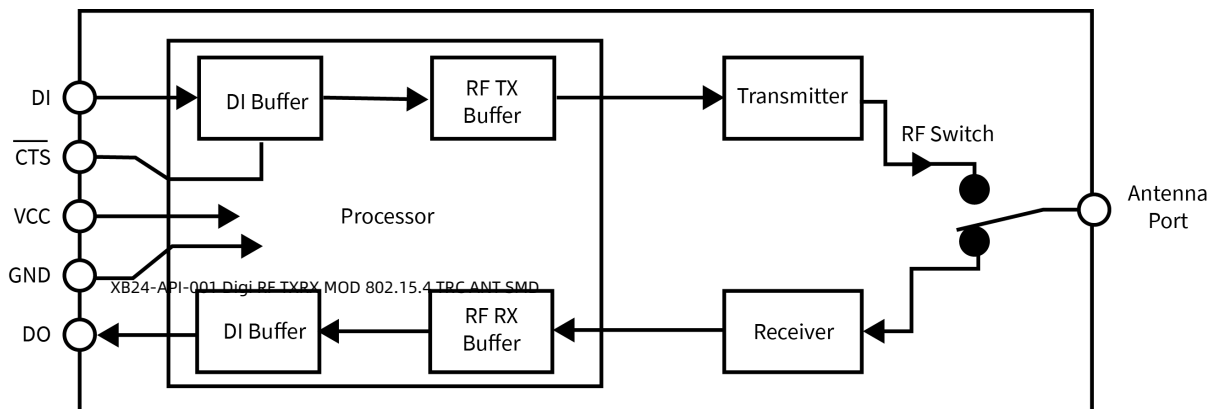 DI
DI Buffer
RF TX
Buffer
Transmitter
RF Switch
CTS
VCC
Processor
Antenna
Port
GND
XB24-API-001 Digi RF TXRX MOD 802.15.4 TRC ANT SMD
DO
DI Buffer
RF RX
Buffer
Receiver